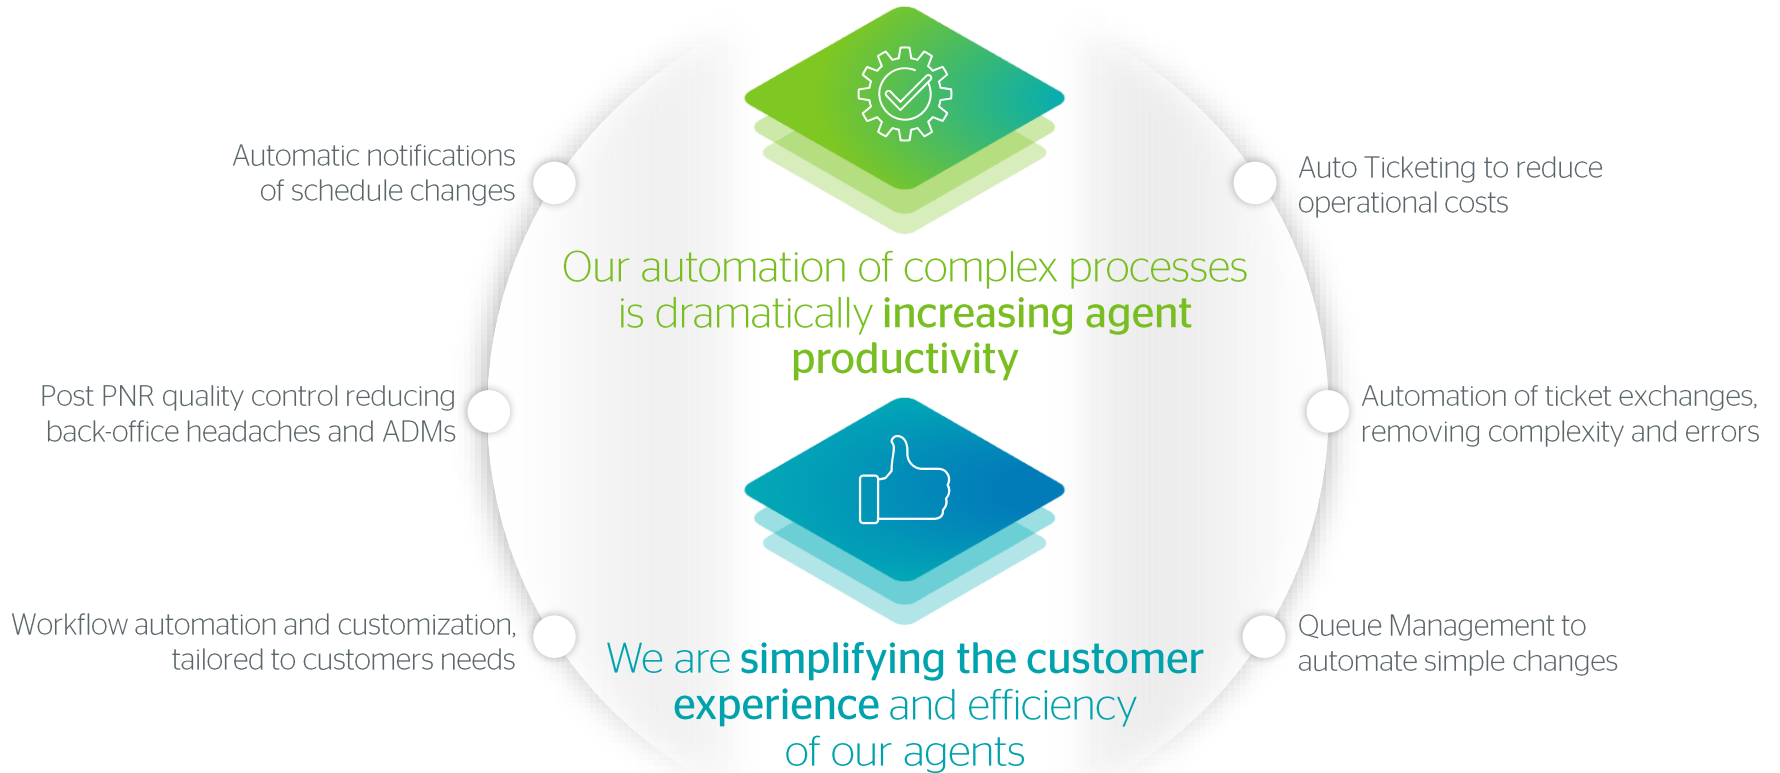 Automatic notifications
of schedule changes
Post PNR quality control reducing
back-office headaches and ADMs
Workflow automation and customization,
tailored to customers needs
Our automation of complex processes
is dramatically increasing agent
productivity
We are simplifying the customer
experience and efficiency
of our agents
Auto Ticketing to reduce
operational costs
Automation of ticket exchanges,
removing complexity and errors
Queue Management to
automate simple changes